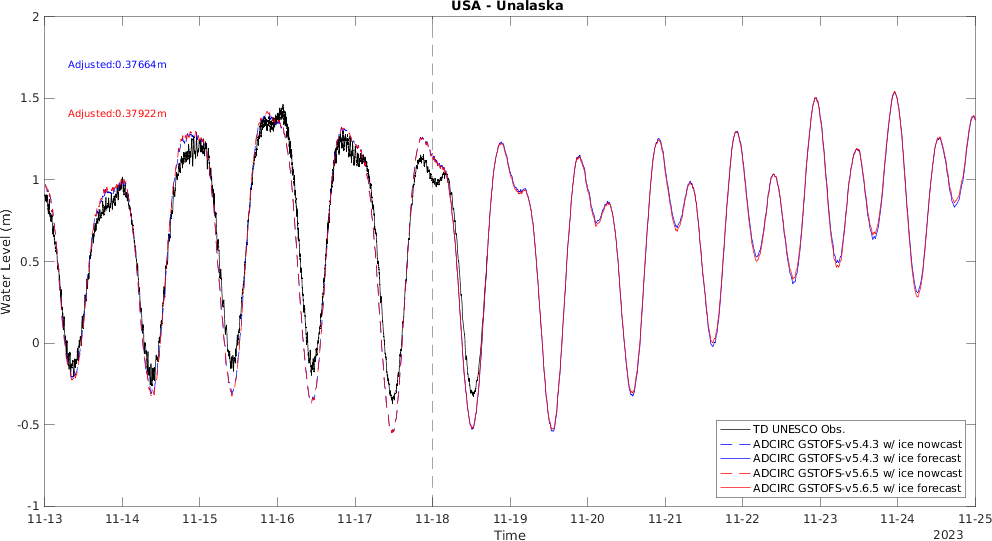 USA - Unalaska
2
1.5
1
0.5
0
-0.5
-1
Water Level (m)
Adjusted:0.37664m
Adjusted:0.37922m
TD UNESCO Obs.
ADCIRC GSTOFS-v5.4.3 w/ ice nowcast
ADCIRC GSTOFS-v5.4.3 w/ ice forecast
ADCIRC GSTOFS-v5.6.5 w/ ice nowcast
ADCIRC GSTOFS-v5.6.5 w/ ice forecast
11-13 11-14 11-15 11-16 11-17 11-18 11-19 11-20 11-21 11-22 11-23 11-24 11-25
Time
2023